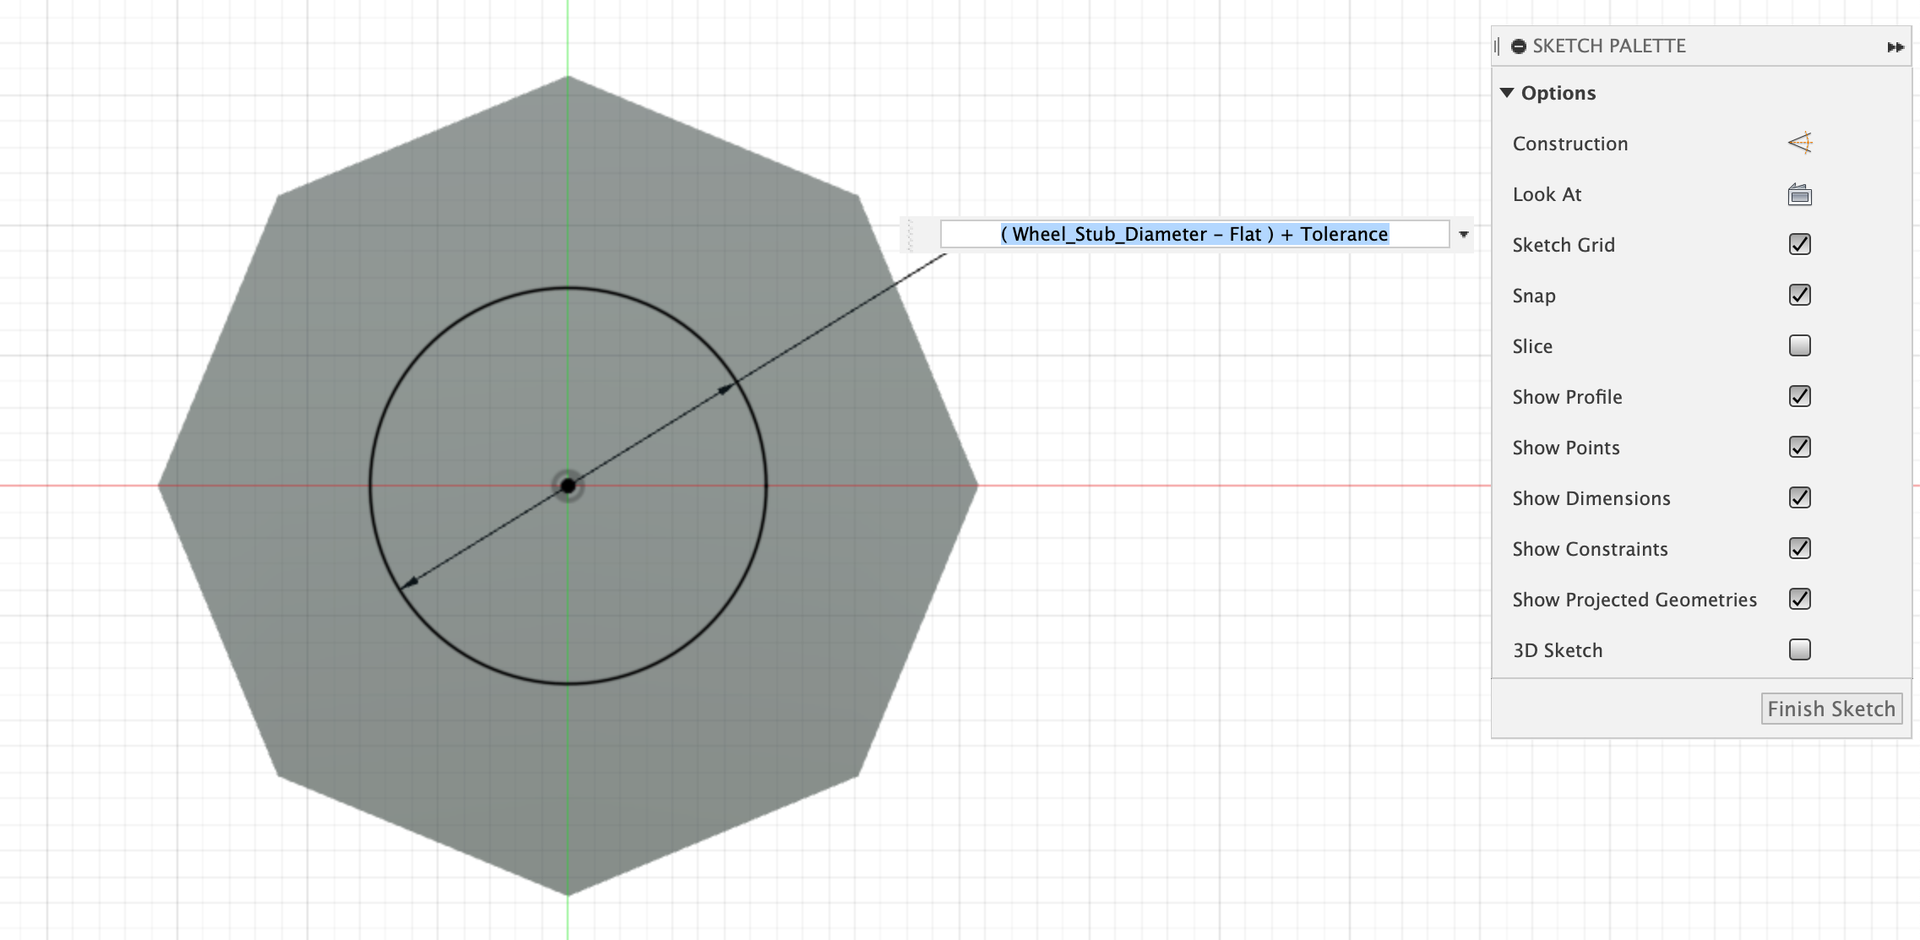 SKETCH PALETTE
Options
Construction
Look At
( Wheel_Stub_Diameter - Flat ) + Tolerance
Sketch Grid
Snap
Slice
Show Profile
Show Points
Show Dimensions
Show Constraints
Show Projected Geometries
3D Sketch
Finish Sketch